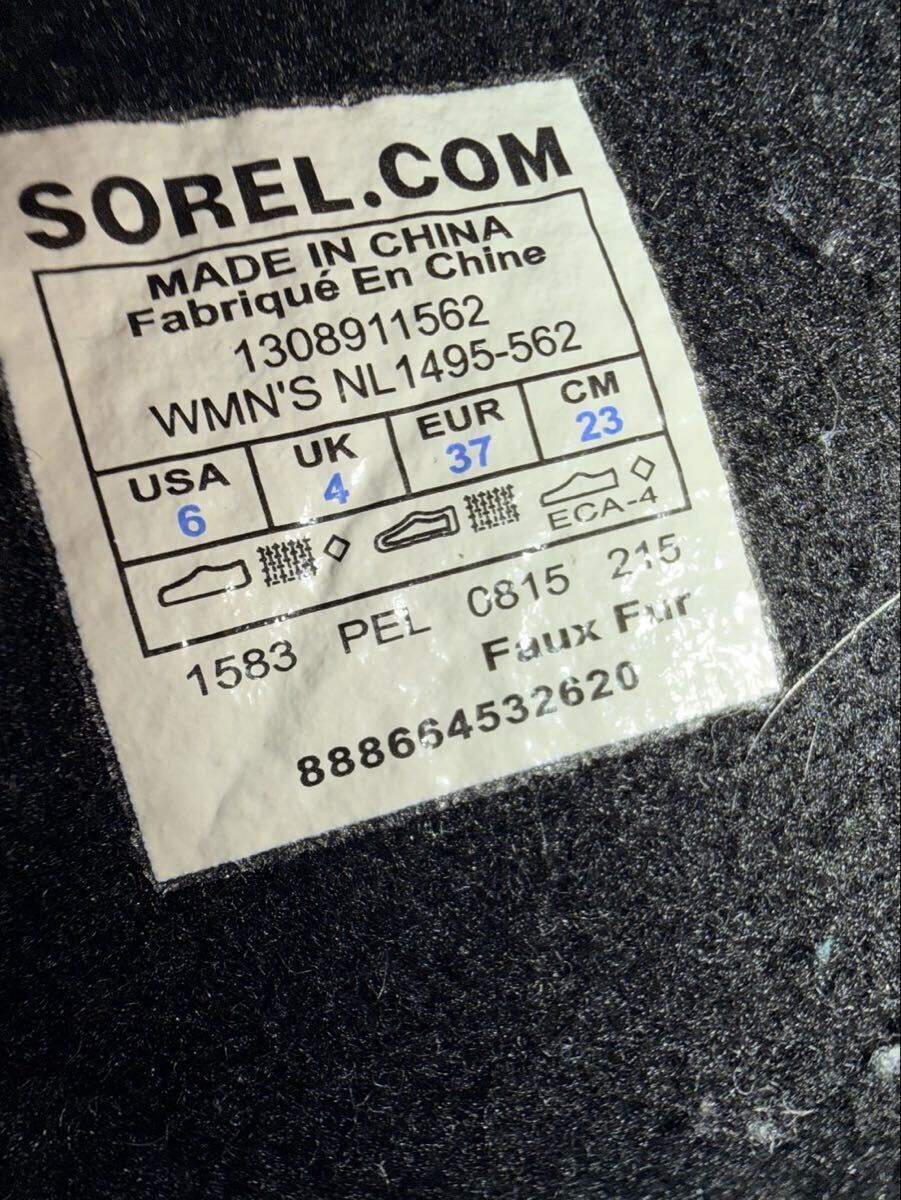 SOREL.COM
MADE IN CHINA
Fabriqué En Chine
1308911562
WMN'S NL1495-562
USA UK EUR CM
6 4 37 23
ECA-4
1583 PEL 0815 215
Faux Fur
888664532620